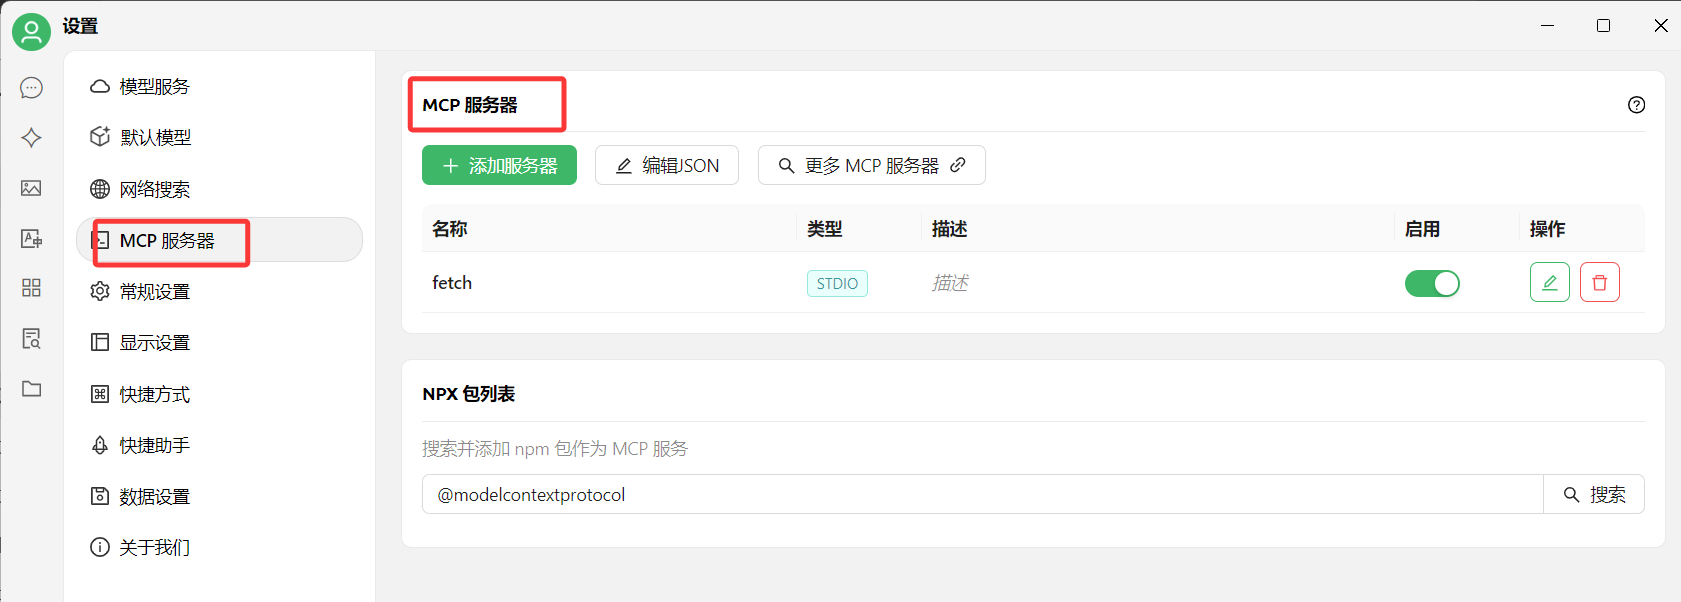 设置
模型服务
默认模型
网络搜索
MCP 服务器
常规设置
显示设置
快捷方式
快捷助手
数据设置
关于我们
MCP 服务器
添加服务器
编辑JSON
更多 MCP 服务器
名称 类型 描述 启用 操作
fetch STDIO 描述
NPX 包列表
搜索并添加 npm 包作为 MCP 服务
@modelcontextprotocol 搜索